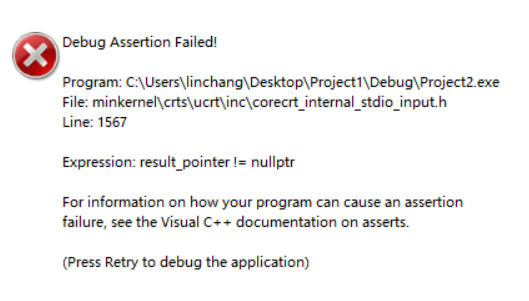 Debug Assertion Failed!
Program: C:\Users\linchang\Desktop\Project1\Debug\Project2.exe
File: minkernel\crts\ucrt\inc\corecrt_internal_stdio_input.h
Line: 1567
Expression: result_pointer != nullptr
For information on how your program can cause an assertion
failure, see the Visual C++ documentation on asserts.
(Press Retry to debug the application)